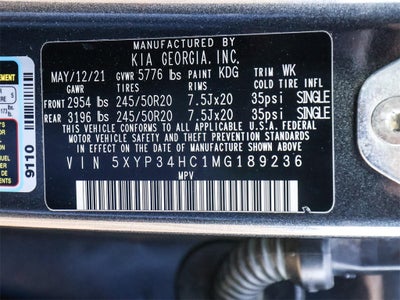 MANUFACTURED BY
KIA GEORGIA, INC.
MAY/12/21 GVWR 5776 lbs PAINT KDG TRIM WK
GAWR TIRES RIMS COLD TIRE INFL
FRONT 2954 lbs 245/50R20 7.5Jx20 35psi SINGLE
REAR 3196 lbs 245/50R20 7.5Jx20 35psi SINGLE
THIS VEHICLE CONFORMS TO ALL APPLICABLE U.S.A. FEDERAL
MOTOR VEHICLE SAFETY AND THEFT PREVENTION STANDARDS
IN EFFECT ON THE DATE OF MANUFACTURE SHOWN ABOVE
VIN 5XYP34HC1MG189236
MPV
9110